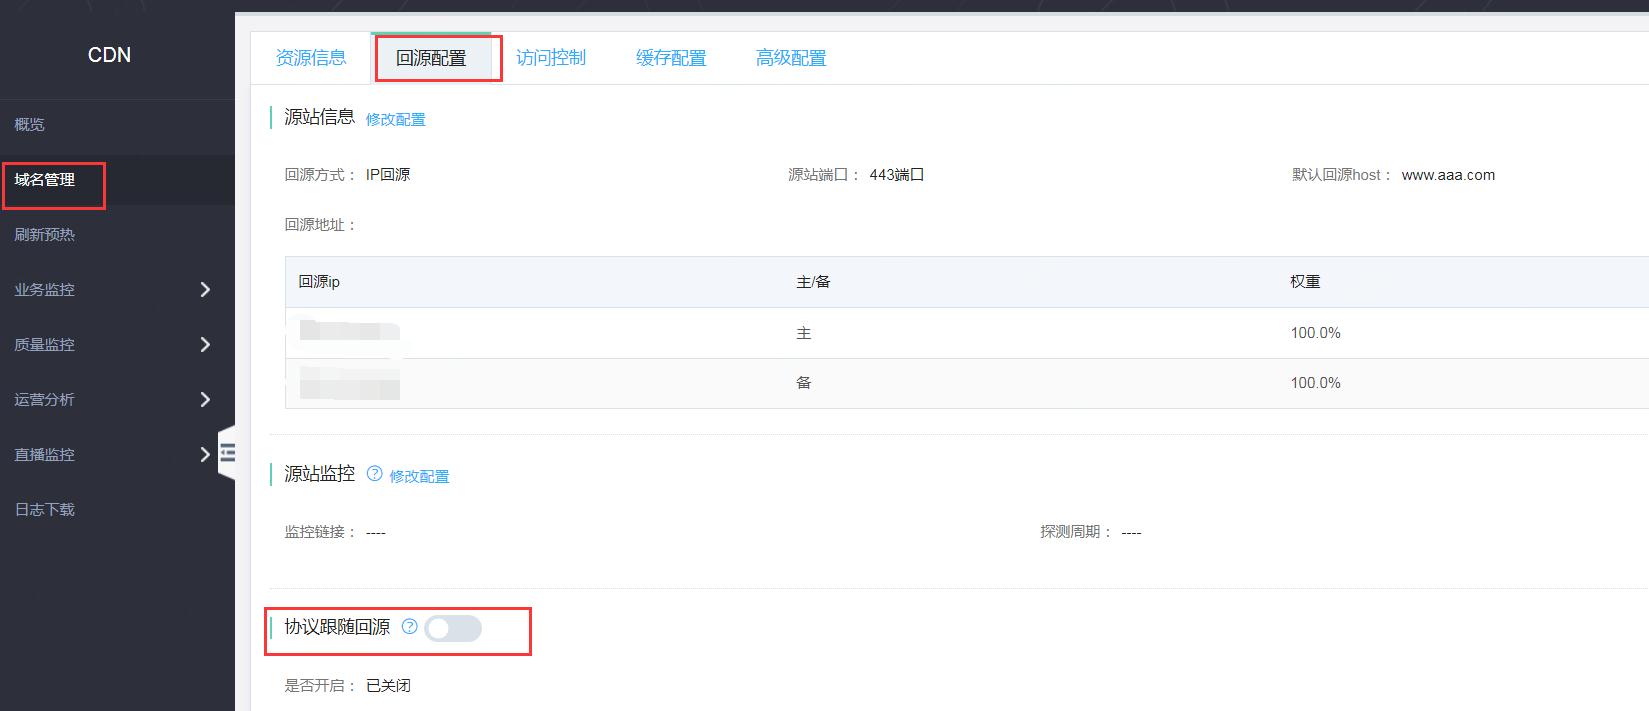 CDN
概览
域名管理
刷新预热
业务监控
质量监控
运营分析
直播监控
日志下载
资源信息 回源配置 访问控制 缓存配置 高级配置
源站信息 修改配置
回源方式： IP回源 源站端口： 443端口 默认回源host： www.aaa.com
回源地址：
回源ip 主/备 权重
主 100.0%
备 100.0%
源站监控 ? 修改配置
监控链接： ---- 探测周期： ----
协议跟随回源 ?
是否开启： 已关闭